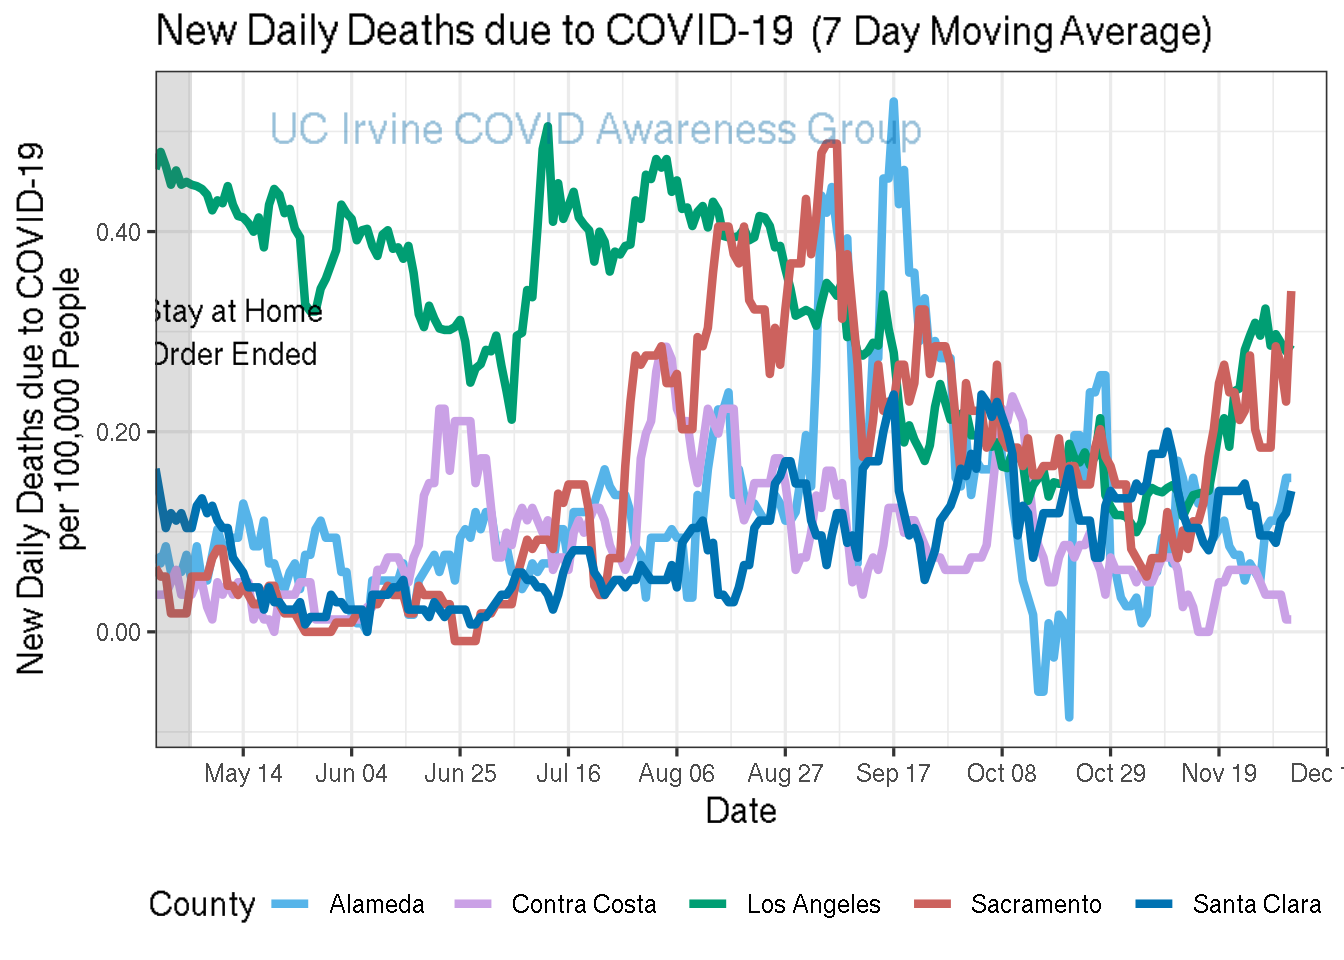 New Daily Deaths due to COVID-19 (7 Day Moving Average)
UC Irvine COVID Awareness Group
New Daily Deaths due to COVID-19
per 100,000 People
0.40
0.20
0.00
Stay at Home
Order Ended
May 14 Jun 04 Jun 25 Jul 16 Aug 06 Aug 27 Sep 17 Oct 08 Oct 29 Nov 19 Dec
Date
County Alameda Contra Costa Los Angeles Sacramento Santa Clara